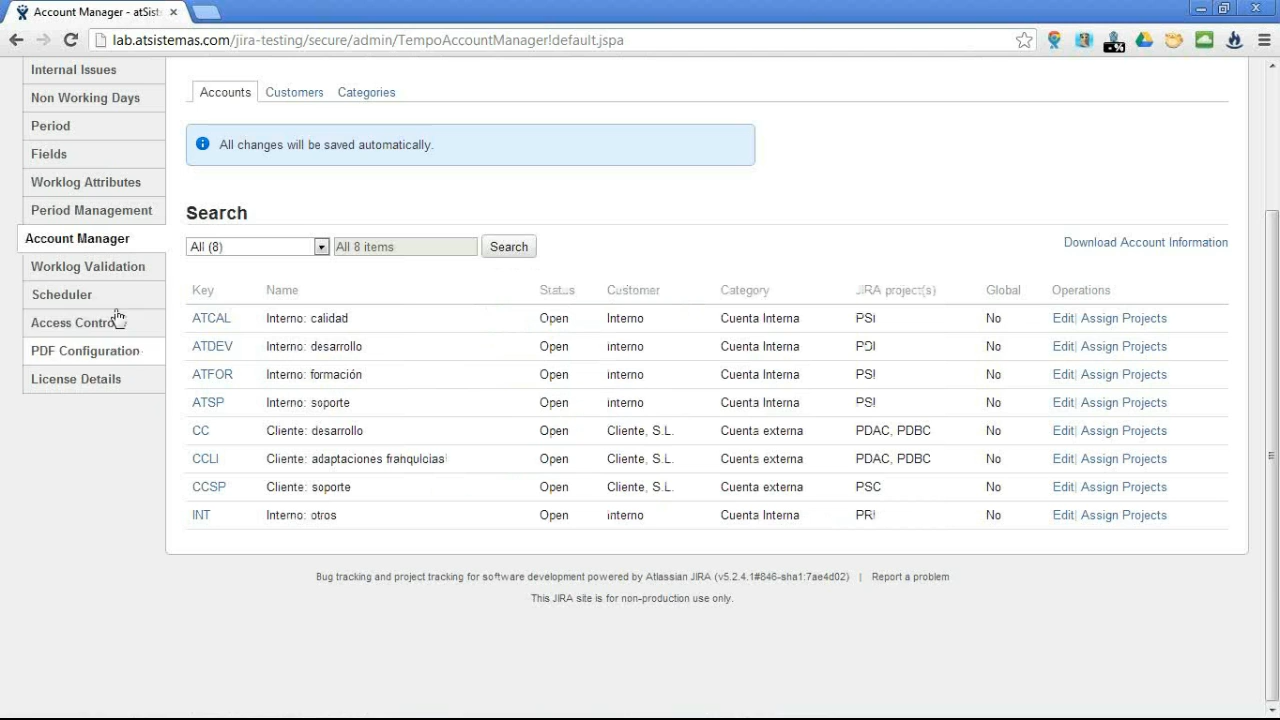 Account Manager - atSist
lab.atsistemas.com/jira-testing/secure/admin/TempoAccountManager!default.jspa
Internal Issues
Non Working Days
Period
Fields
Worklog Attributes
Period Management
Account Manager
Worklog Validation
Scheduler
Access Control
PDF Configuration
License Details
Accounts Customers Categories
All changes will be saved automatically.
Search
All (8) All 8 items Search
Download Account Information
Key Name Status Customer Category JIRA project(s) Global Operations
ATCAL Interno: calidad Open Interno Cuenta Interna PSI No Edit| Assign Projects
ATDEV Interno: desarrollo Open interno Cuenta Interna PDI No Edit| Assign Projects
ATFOR Interno: formación Open interno Cuenta Interna PSI No Edit| Assign Projects
ATSP Interno: soporte Open interno Cuenta Interna PSI No Edit| Assign Projects
CC Cliente: desarrollo Open Cliente, S.L. Cuenta externa PDAC, PDBC No Edit| Assign Projects
CCLI Cliente: adaptaciones franquicias Open Cliente, S.L. Cuenta externa PDAC, PDBC No Edit| Assign Projects
CCSP Cliente: soporte Open Cliente, S.L. Cuenta externa PSC No Edit| Assign Projects
INT Interno: otros Open interno Cuenta Interna PRI No Edit| Assign Projects
Bug tracking and project tracking for software development powered by Atlassian JIRA (v5.2.4.1#846-sha1:7ae4d02) | Report a problem
This JIRA site is for non-production use only.